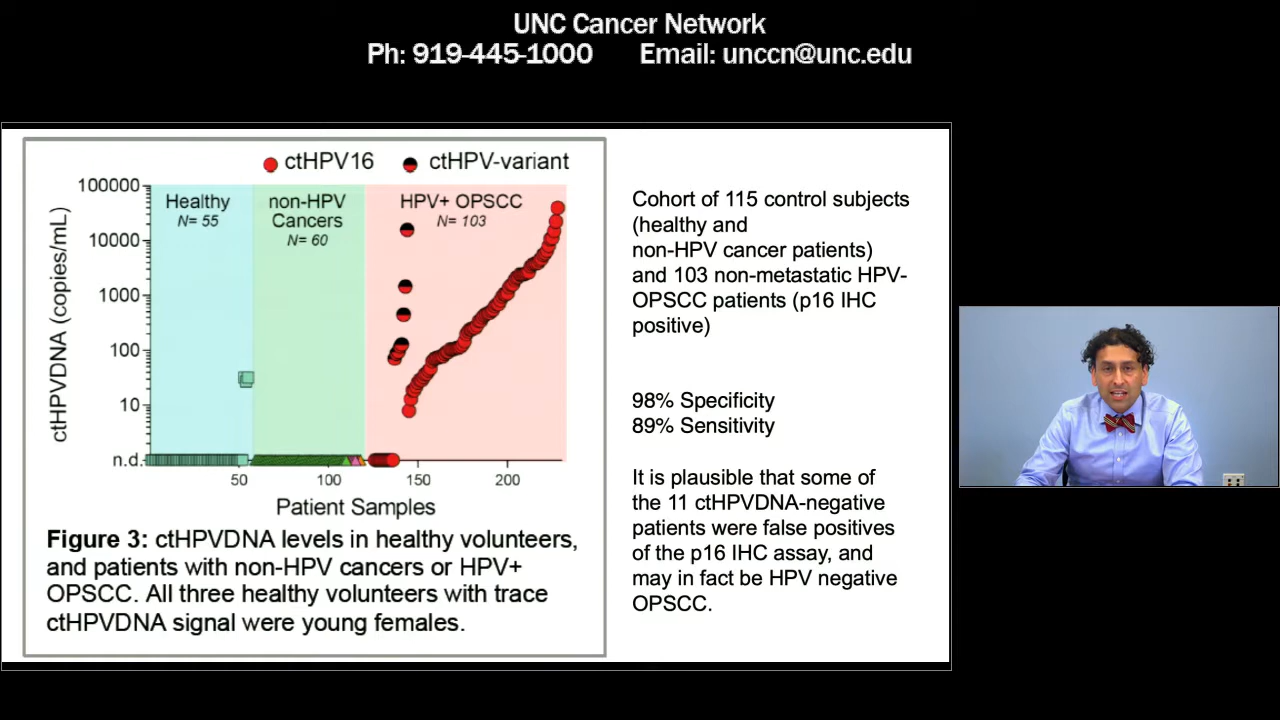 UNC Cancer Network
Ph: 919-445-1000 Email: unccn@unc.edu
ctHPV16 ctHPV-variant
100000
10000
1000
100
10
n.d.
ctHPVDNA (copies/mL)
Healthy
N= 55
non-HPV
Cancers
N= 60
HPV+ OPSCC
N= 103
50 100 150 200
Patient Samples
Figure 3: ctHPVDNA levels in healthy volunteers,
and patients with non-HPV cancers or HPV+
OPSCC. All three healthy volunteers with trace
ctHPVDNA signal were young females.
Cohort of 115 control subjects
(healthy and
non-HPV cancer patients)
and 103 non-metastatic HPV-
OPSCC patients (p16 IHC
positive)
98% Specificity
89% Sensitivity
It is plausible that some of
the 11 ctHPVDNA-negative
patients were false positives
of the p16 IHC assay, and
may in fact be HPV negative
OPSCC.